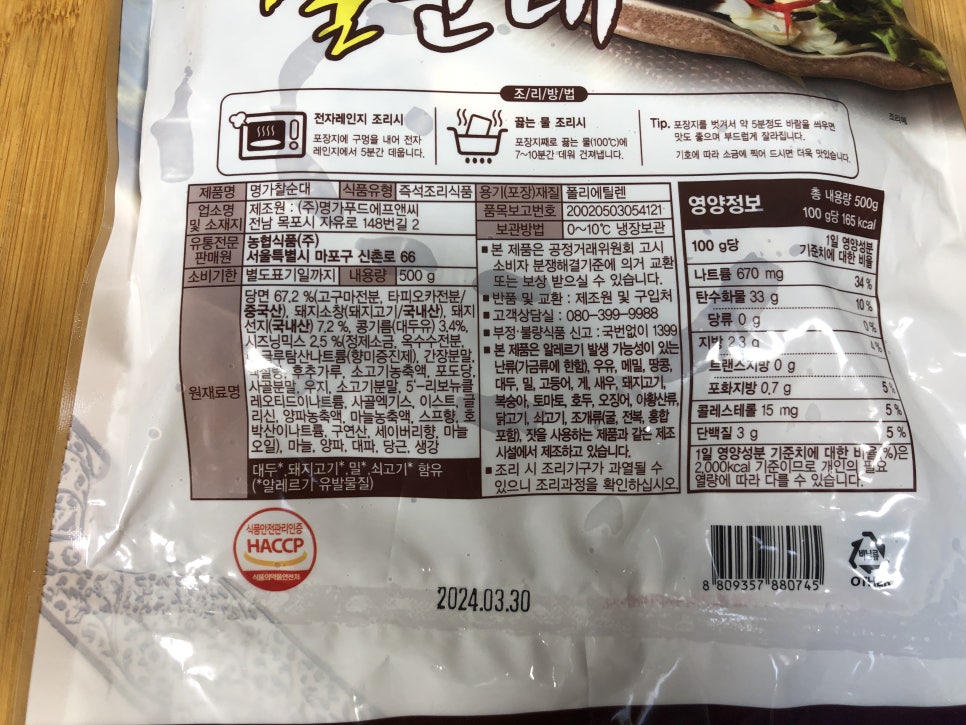 찰순대
조/리/방/법
전자레인지 조리시
포장지에 구멍을 내어 전자
레인지에서 5분간 데웁니다.
끓는 물 조리시
포장지째로 끓는 물(100℃)에
7~10분간 데워 건져냅니다.
Tip. 포장지를 벗겨서 약 5분정도 바람을 씌우면
맛도 좋으며 부드럽게 잘라집니다.
기호에 따라 소금에 찍어 드시면 더욱 맛있습니다.
조리예
제품명 명가찰순대 식품유형 즉석조리식품
업소명 및 소재지 제조원 : (주)명가푸드에프앤씨
전남 목포시 자유로 148번길 2
유통전문판매원 농협식품(주)
서울특별시 마포구 신촌로 66
소비기한 별도표기일까지 내용량 500 g
원재료명
당면 67.2 %(고구마전분, 타피오카전분/
중국산), 돼지소창(돼지고기/국내산), 돼지
선지(국내산) 7.2 %, 콩기름(대두유) 3.4%,
시즈닝믹스 2.5 %(정제소금, 옥수수전분,
L-글루탐산나트륨(향미증진제), 간장분말,
후추가루, 소고기농축액, 포도당,
사골분말, 우지, 소고기분말, 5'-리보뉴클
레오티드이나트륨, 사골엑기스, 이스트, 글
리신, 양파농축액, 마늘농축액, 스프향, 호
박산이나트륨, 구연산, 세이버리향, 마늘
오일), 마늘, 양파, 대파, 당근, 생강
대두*, 돼지고기*, 밀*, 쇠고기* 함유
(*알레르기 유발물질)
용기(포장)재질 폴리에틸렌
품목보고번호 20020503054121
보관방법 0~10℃ 냉장보관
■ 본 제품은 공정거래위원회 고시
소비자 분쟁해결기준에 의거 교환
또는 보상 받으실 수 있습니다.
■ 반품 및 교환 : 제조원 및 구입처
■ 고객상담실 : 080-399-9988
■ 부정·불량식품 신고 : 국번없이 1399
■ 본 제품은 알레르기 발생 가능성이 있는
난류(가금류에 한함), 우유, 메밀, 땅콩,
대두, 밀, 고등어, 게, 새우, 돼지고기,
복숭아, 토마토, 호두, 오징어, 아황산류,
닭고기, 쇠고기, 조개류(굴, 전복, 홍합
포함), 잣을 사용하는 제품과 같은 제조
시설에서 제조하고 있습니다.
■ 조리 시 조리기구가 과열될 수
있으니 조리과정을 확인하십시오.
영양정보
총 내용량 500g
100 g당 165 kcal
100 g당 1일 영양성분
기준치에 대한 비율
나트륨 670 mg 34 %
탄수화물 33 g 10 %
당류 0 g 0%
지방 2.3 g 4%
트랜스지방 0 g
포화지방 0.7 g 5 %
콜레스테롤 15 mg 5 %
단백질 3 g 5 %
1일 영양성분 기준치에 대한 비율(%)은
2,000kcal 기준이므로 개인의 필요
열량에 따라 다를 수 있습니다.
식품안전관리인증
HACCP
식품의약품안전처
2024.03.30
8 809357 880745
비닐류
OTHER